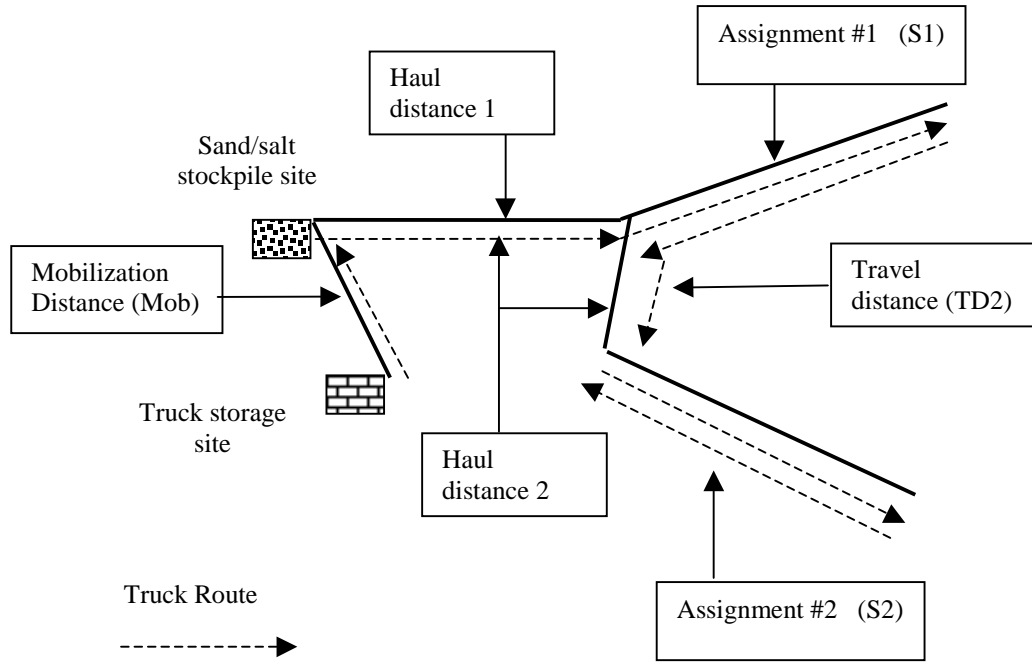 Assignment #1 (S1)
Haul
distance 1
Sand/salt
stockpile site
Mobilization
Distance (Mob)
Travel
distance (TD2)
Truck storage
site
Haul
distance 2
Truck Route
Assignment #2 (S2)